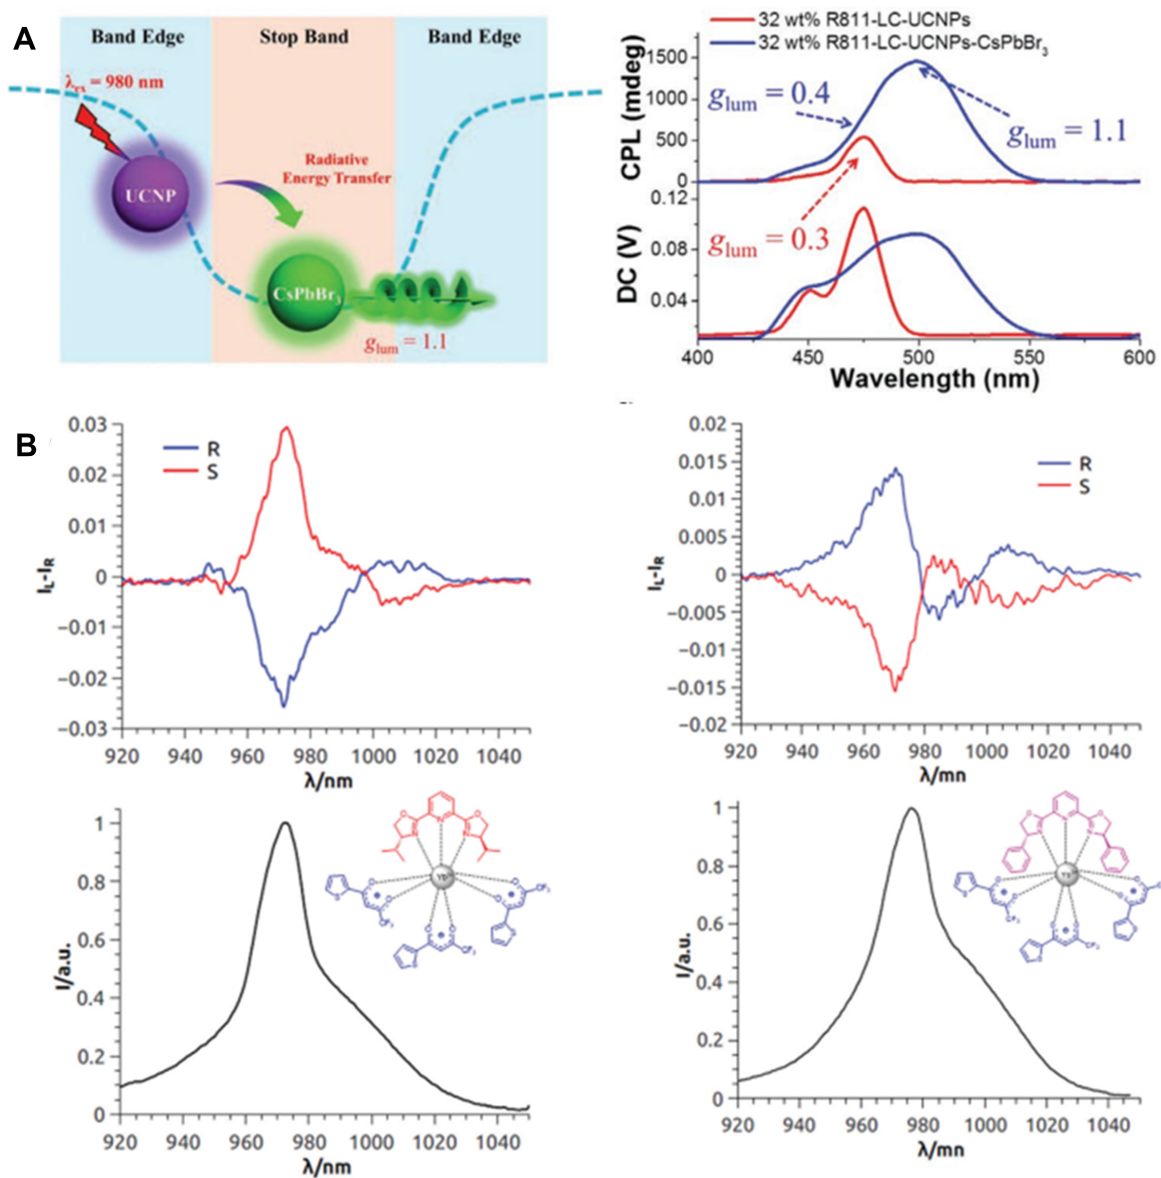 A
Band Edge
Stop Band
Band Edge
λex = 980 nm
UCNP
Radiative
Energy Transfer
CsPbBr3
glum = 1.1
32 wt% R811-LC-UCNPs
32 wt% R811-LC-UCNPs-CsPbBr3
CPL (mdeg)
1500
1000
500
0
glum = 0.4
glum = 1.1
DC (V)
0.12
0.08
0.04
glum = 0.3
400 450 500 550 600
Wavelength (nm)
B
IL-IR
0.03
0.02
0.01
0
−0.01
−0.02
−0.03
R
S
920 940 960 980 1000 1020 1040
λ/nm
IL-IR
0.02
0.015
0.01
0.005
0
−0.005
−0.01
−0.015
−0.02
R
S
920 940 960 980 1000 1020 1040
λ/mn
I/a.u.
1
0.8
0.6
0.4
0.2
0
920 940 960 980 1000 1020 1040
λ/nm
I/a.u.
1
0.8
0.6
0.4
0.2
0
920 940 960 980 1000 1020 1040
λ/mn